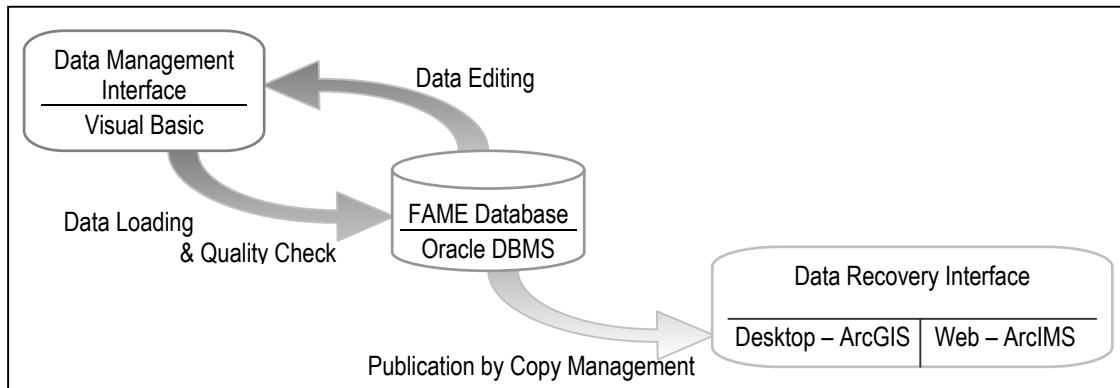 Data Management
Interface
Visual Basic
Data Editing
Data Loading
& Quality Check
FAME Database
Oracle DBMS
Data Recovery Interface
Desktop – ArcGIS
Web – ArcIMS
Publication by Copy Management